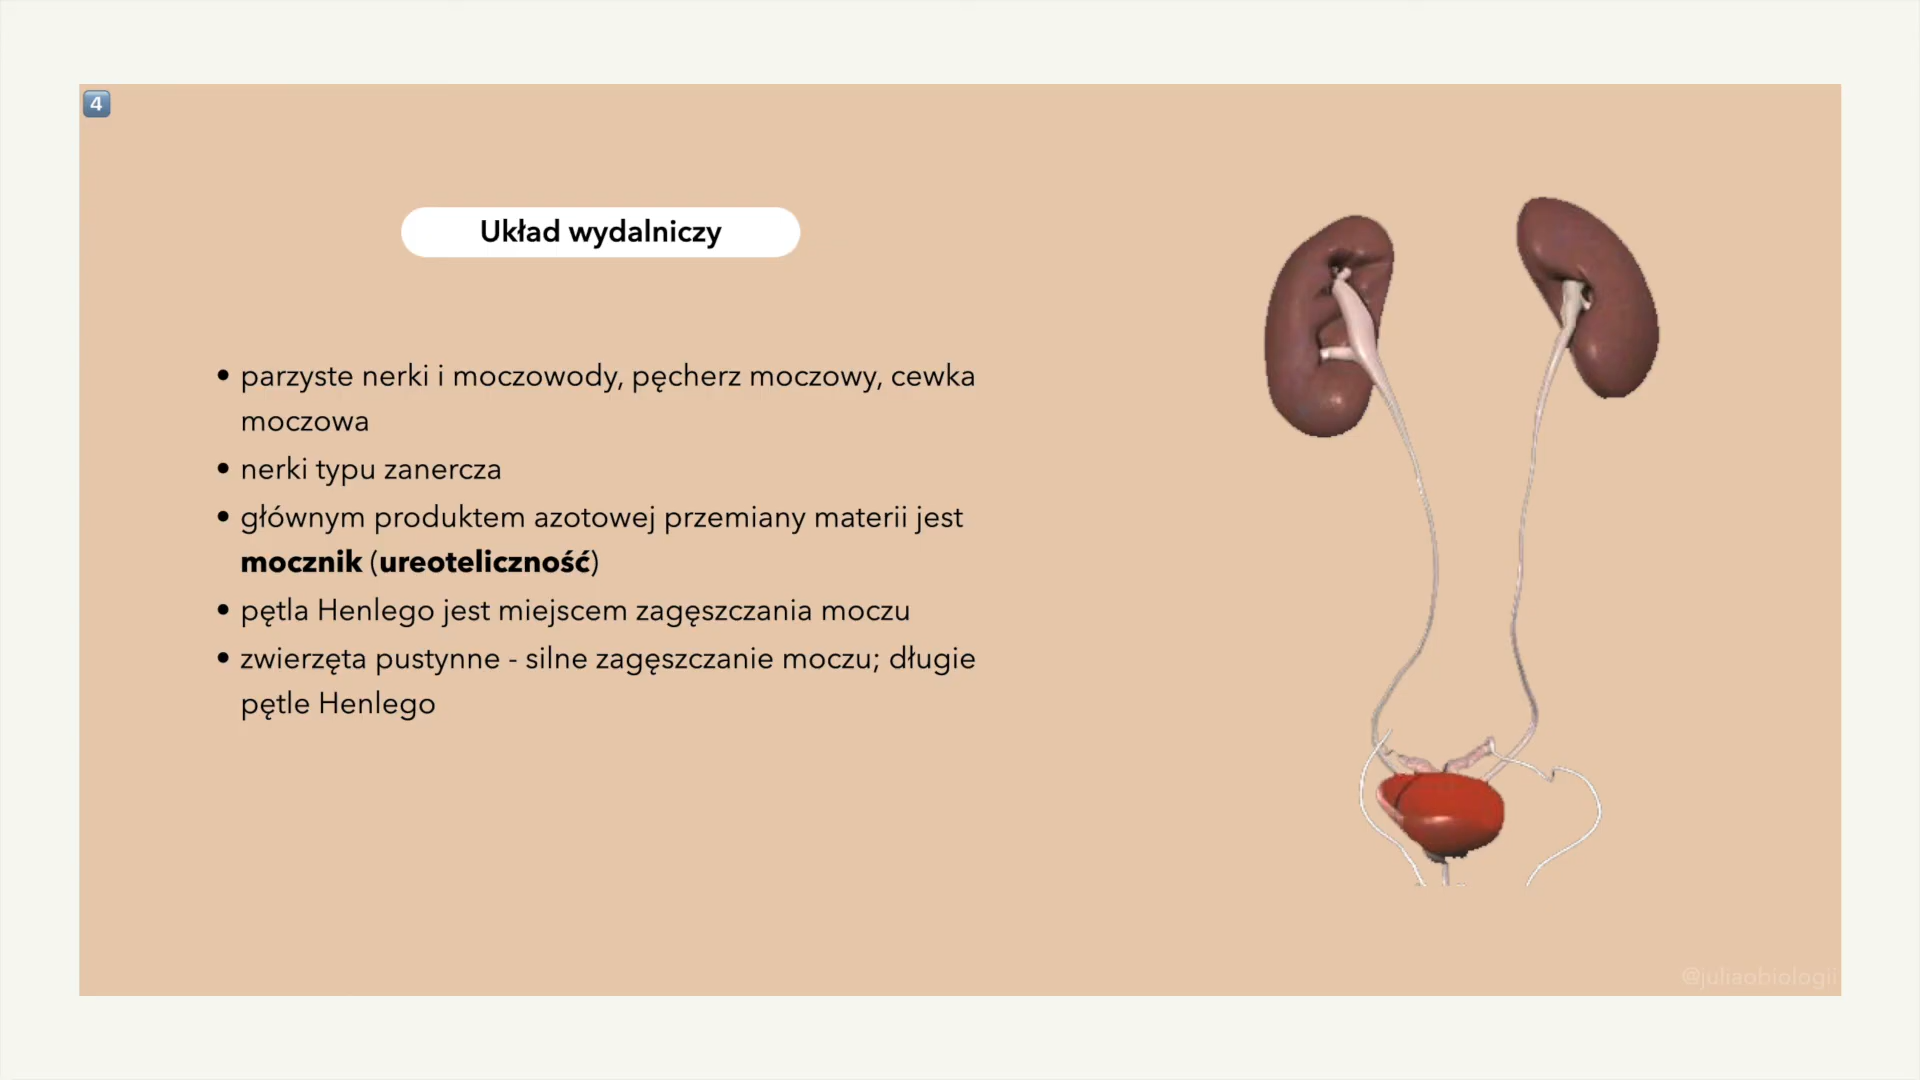 4
Układ wydalniczy
• parzyste nerki i moczowody, pęcherz moczowy, cewka
moczowa
• nerki typu zanercza
• głównym produktem azotowej przemiany materii jest
mocznik (ureoteliczność)
• pętla Henlego jest miejscem zagęszczania moczu
• zwierzęta pustynne - silne zagęszczanie moczu; długie
pętle Henlego
@juliaobiologii